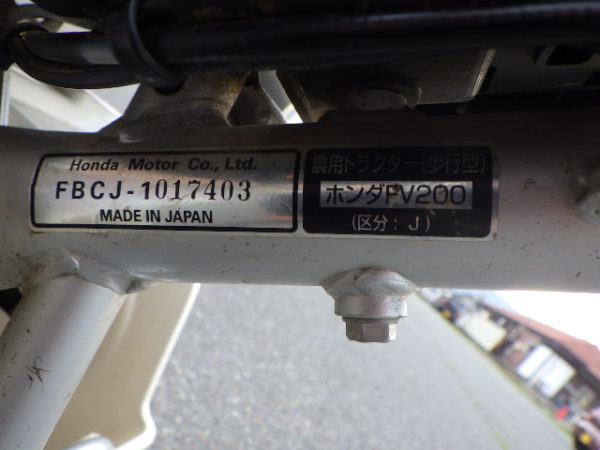 Honda Motor Co., Ltd.
FBCJ-1017403
MADE IN JAPAN
農用トラクター(歩行型)
ホンダFV200
(区分：J)